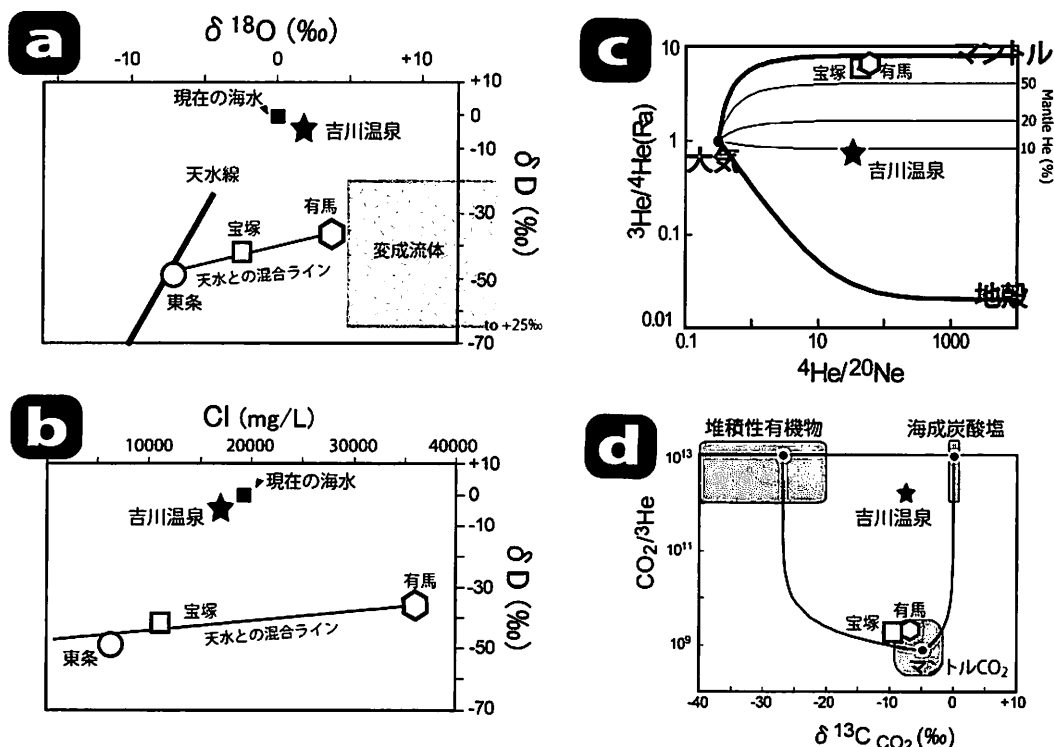 a
δ ¹⁸O (‰)
-10
0
+10
+10
0
-10
-30
-50
-70
δ D (‰)
現在の海水
吉川温泉
天水線
有馬
宝塚
変成流体
天水との混合ライン
東条
to +25‰
b
Cl (mg/L)
10000
20000
30000
40000
+10
0
-10
-30
-50
-70
δ D (‰)
現在の海水
吉川温泉
有馬
宝塚
天水との混合ライン
東条
c
10
1
0.1
0.01
³He/⁴He(Ra)
マントル
宝塚
有馬
50
20
10
Mantle He (%)
大気
吉川温泉
地殻
0.1
10
1000
⁴He/²⁰Ne
d
堆積性有機物
海成炭酸塩
10¹³
10¹¹
10⁹
CO₂/³He
吉川温泉
宝塚
有馬
マントルCO₂
-40
-30
-20
-10
0
+10
δ ¹³C CO₂ (‰)